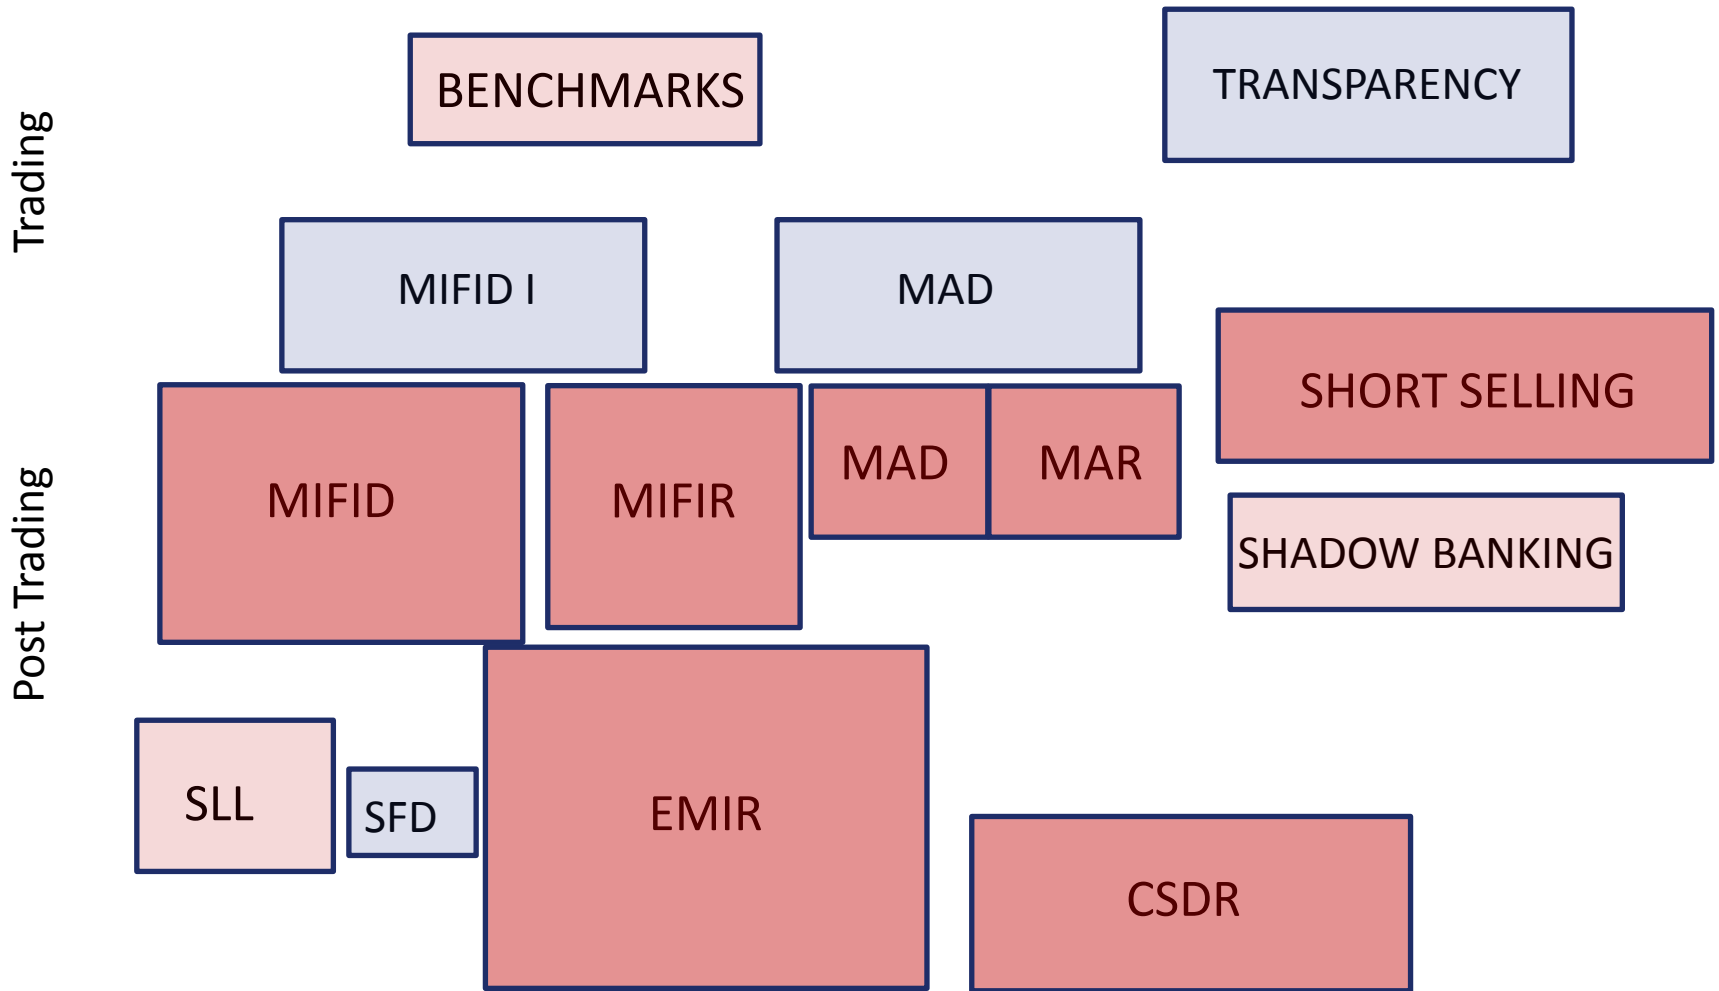 Trading
BENCHMARKS
TRANSPARENCY
MIFID I
MAD
SHORT SELLING
MIFID
MIFIR
MAD
MAR
Post Trading
SHADOW BANKING
SLL
SFD
EMIR
CSDR